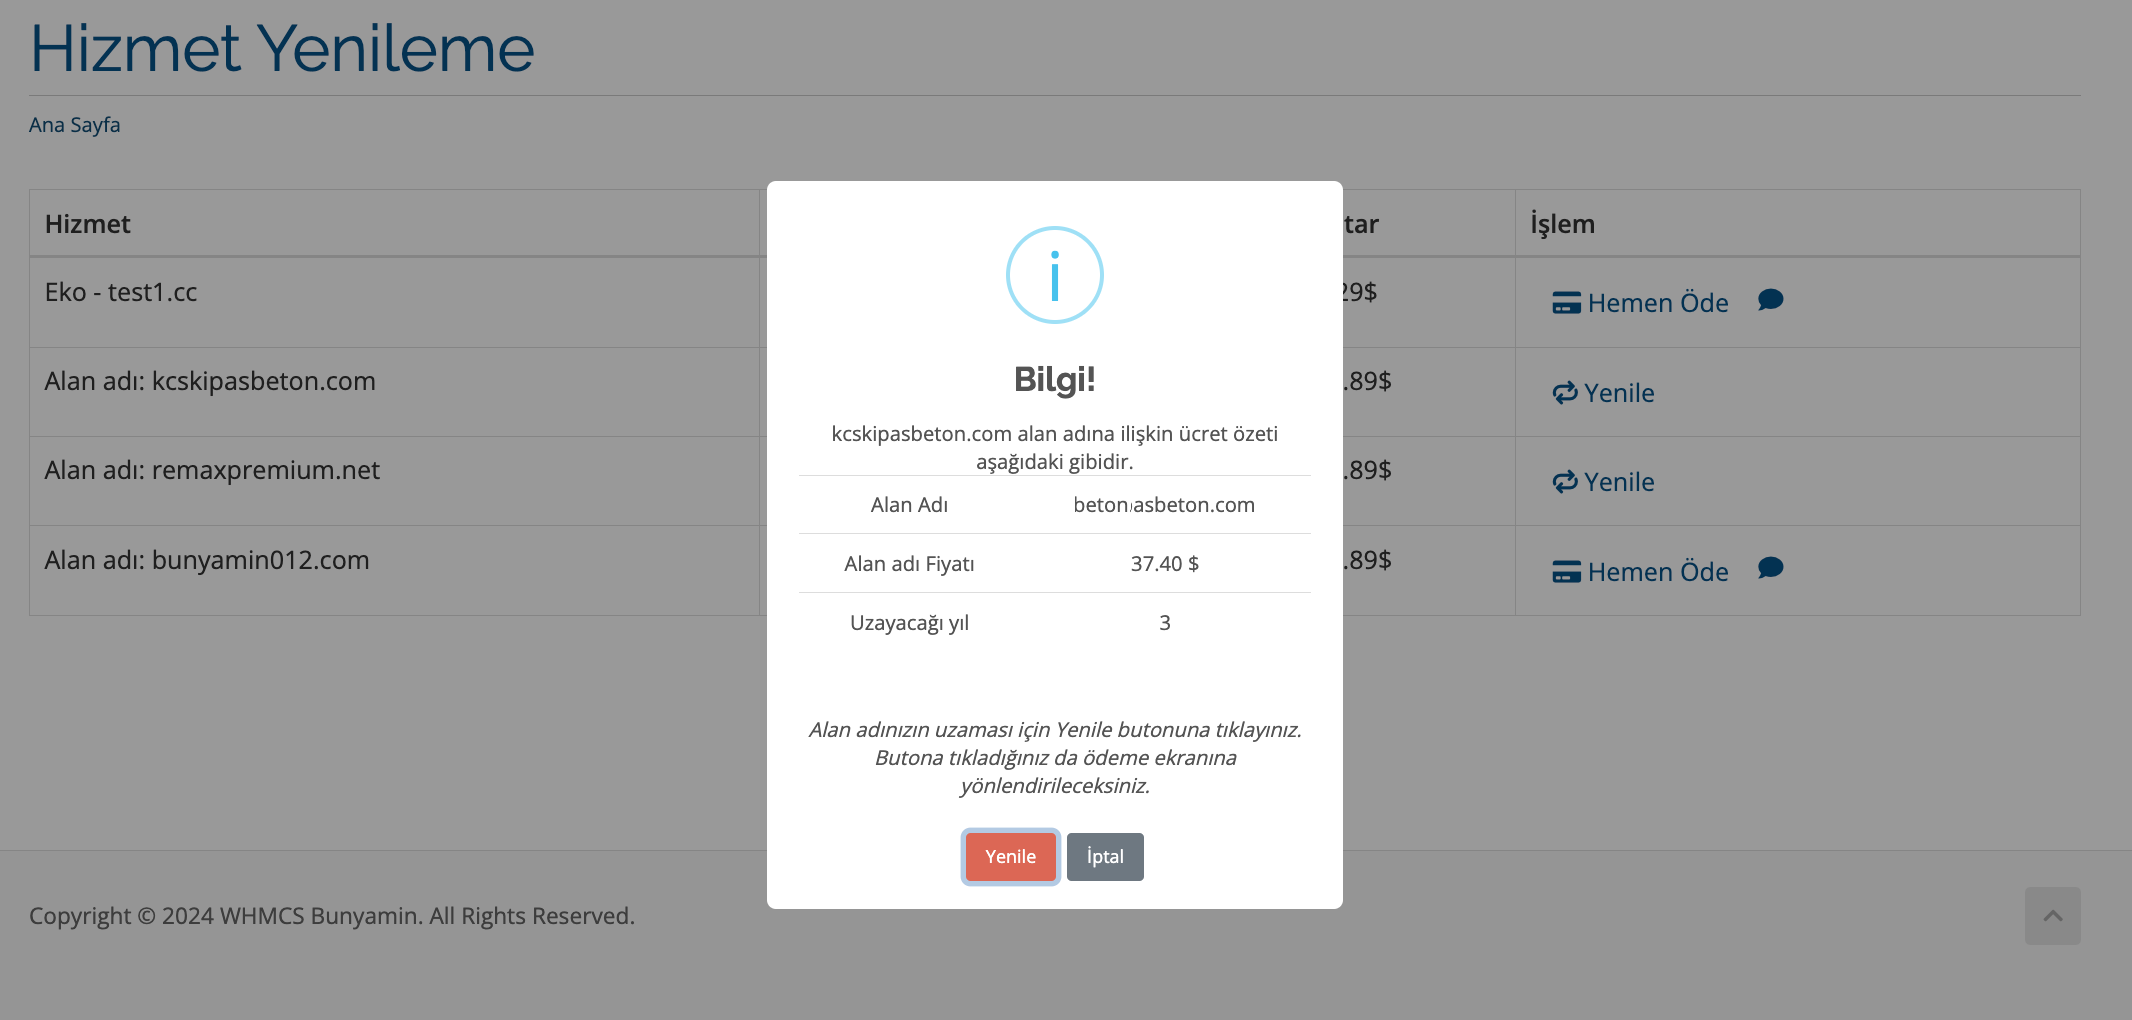 Hizmet Yenileme
Ana Sayfa
Hizmet tar İşlem
Eko - test1.cc 29$ Hemen Öde
Alan adı: kcskipasbeton.com .89$ Yenile
Alan adı: remaxpremium.net .89$ Yenile
Alan adı: bunyamin012.com .89$ Hemen Öde
Bilgi!
kcskipasbeton.com alan adına ilişkin ücret özeti
aşağıdaki gibidir.
Alan Adı betonasbeton.com
Alan adı Fiyatı 37.40 $
Uzayacağı yıl 3
Alan adınızın uzaması için Yenile butonuna tıklayınız.
Butona tıkladığınız da ödeme ekranına
yönlendirileceksiniz.
Yenile İptal
Copyright © 2024 WHMCS Bunyamin. All Rights Reserved.